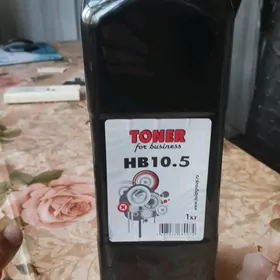 TONER
for business
HB10.5
1кг